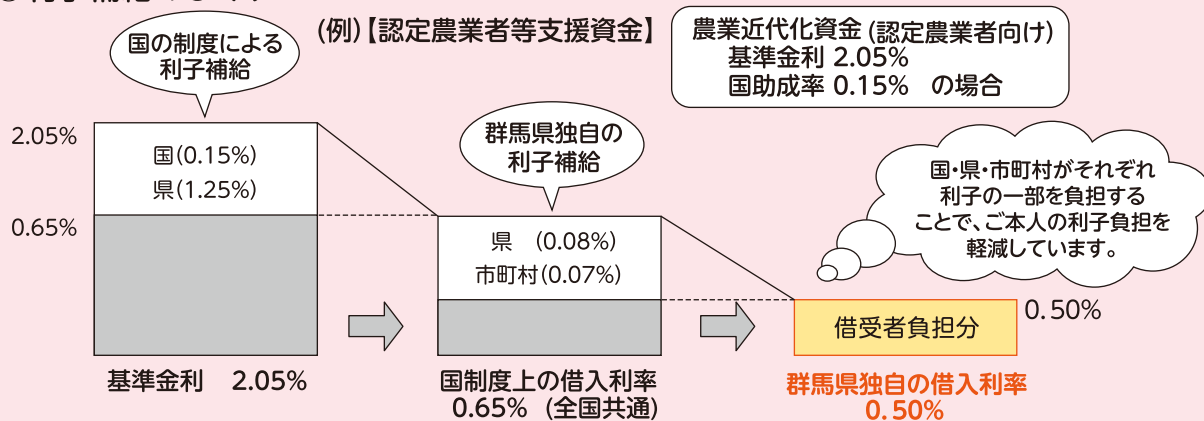 (例)【認定農業者等支援資金】
農業近代化資金 (認定農業者向け)
基準金利 2.05%
国助成率 0.15% の場合
国の制度による
利子補給
2.05%
国(0.15%)
県(1.25%)
0.65%
基準金利 2.05%
群馬県独自の
利子補給
県 (0.08%)
市町村(0.07%)
国制度上の借入利率
0.65% (全国共通)
国・県・市町村がそれぞれ
利子の一部を負担する
ことで、ご本人の利子負担を
軽減しています。
借受者負担分
0.50%
群馬県独自の借入利率
0.50%